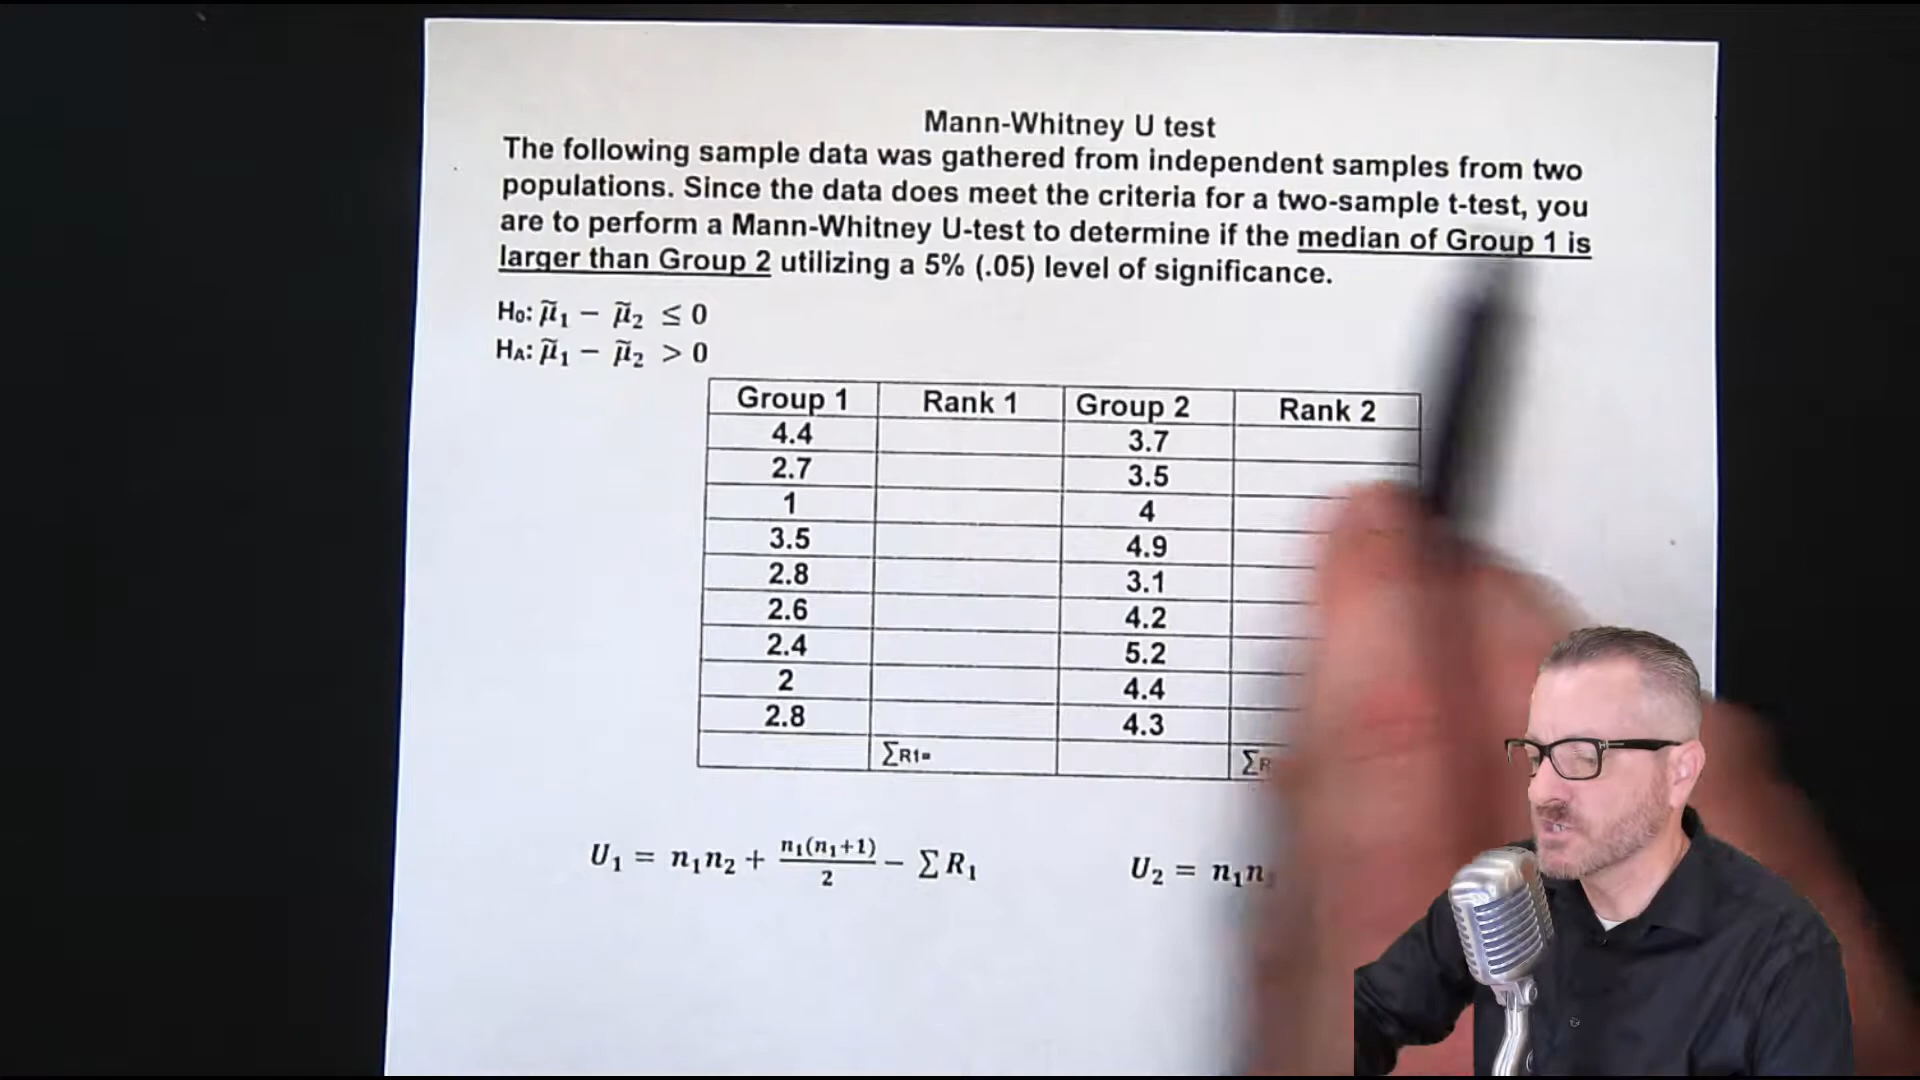 Mann-Whitney U test
The following sample data was gathered from independent samples from two
populations. Since the data does meet the criteria for a two-sample t-test, you
are to perform a Mann-Whitney U-test to determine if the median of Group 1 is
larger than Group 2 utilizing a 5% (.05) level of significance.
H₀: μ̃₁ − μ̃₂ ≤ 0
Hᴀ: μ̃₁ − μ̃₂ > 0
Group 1 Rank 1 Group 2 Rank 2
4.4 3.7
2.7 3.5
1 4
3.5 4.9
2.8 3.1
2.6 4.2
2.4 5.2
2 4.4
2.8 4.3
∑R1= ∑R
U₁ = n₁n₂ + n₁(n₁+1)/2 − ∑R₁ U₂ = n₁n